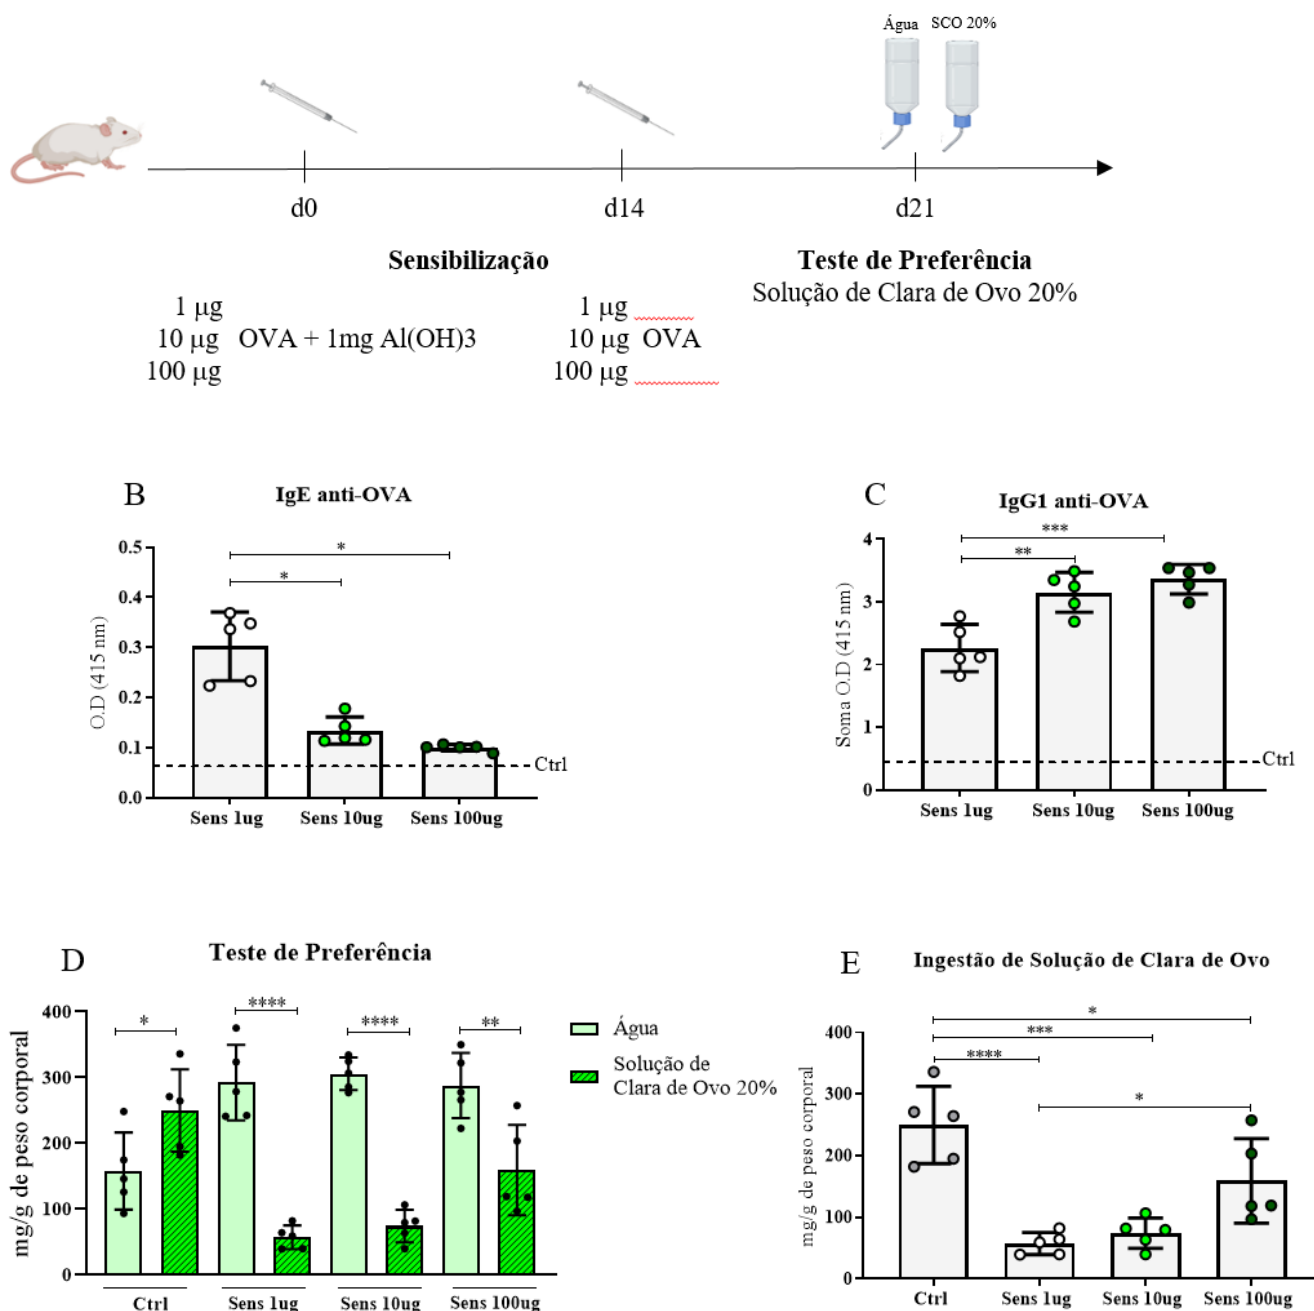 Água SCO 20%
d0 d14 d21
Sensibilização
Teste de Preferência
Solução de Clara de Ovo 20%
1 µg
10 µg OVA + 1mg Al(OH)3
100 µg
1 µg
10 µg OVA
100 µg
B
IgE anti-OVA
O.D (415 nm)
0.5
0.4
0.3
0.2
0.1
0.0
*
*
Ctrl
Sens 1ug Sens 10ug Sens 100ug
C
IgG1 anti-OVA
Soma O.D (415 nm)
4
3
2
1
0
***
**
Ctrl
Sens 1ug Sens 10ug Sens 100ug
D
Teste de Preferência
mg/g de peso corporal
400
300
200
100
0
* **** **** **
Água
Solução de
Clara de Ovo 20%
Ctrl Sens 1ug Sens 10ug Sens 100ug
E
Ingestão de Solução de Clara de Ovo
mg/g de peso corporal
400
300
200
100
0
*
***
****
*
Ctrl Sens 1ug Sens 10ug Sens 100ug